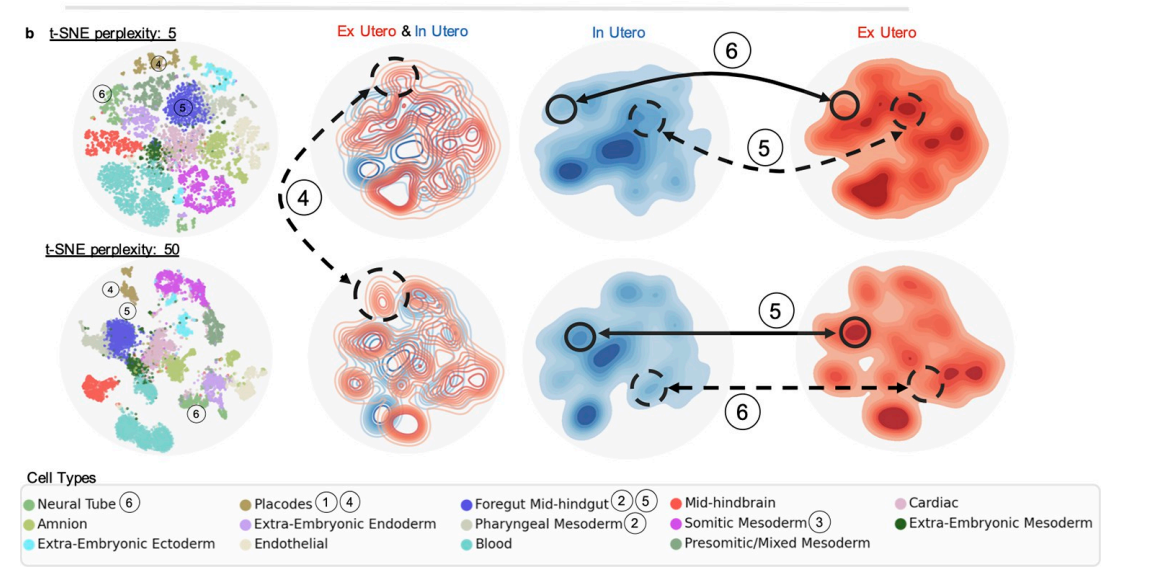 b t-SNE perplexity: 5
Ex Utero & In Utero
In Utero
Ex Utero
4
6
5
6
5
4
t-SNE perplexity: 50
4
5
6
5
6
Cell Types
Neural Tube 6
Placodes 1 4
Foregut Mid-hindgut 2 5
Mid-hindbrain
Cardiac
Amnion
Extra-Embryonic Endoderm
Pharyngeal Mesoderm 2
Somitic Mesoderm 3
Extra-Embryonic Mesoderm
Extra-Embryonic Ectoderm
Endothelial
Blood
Presomitic/Mixed Mesoderm